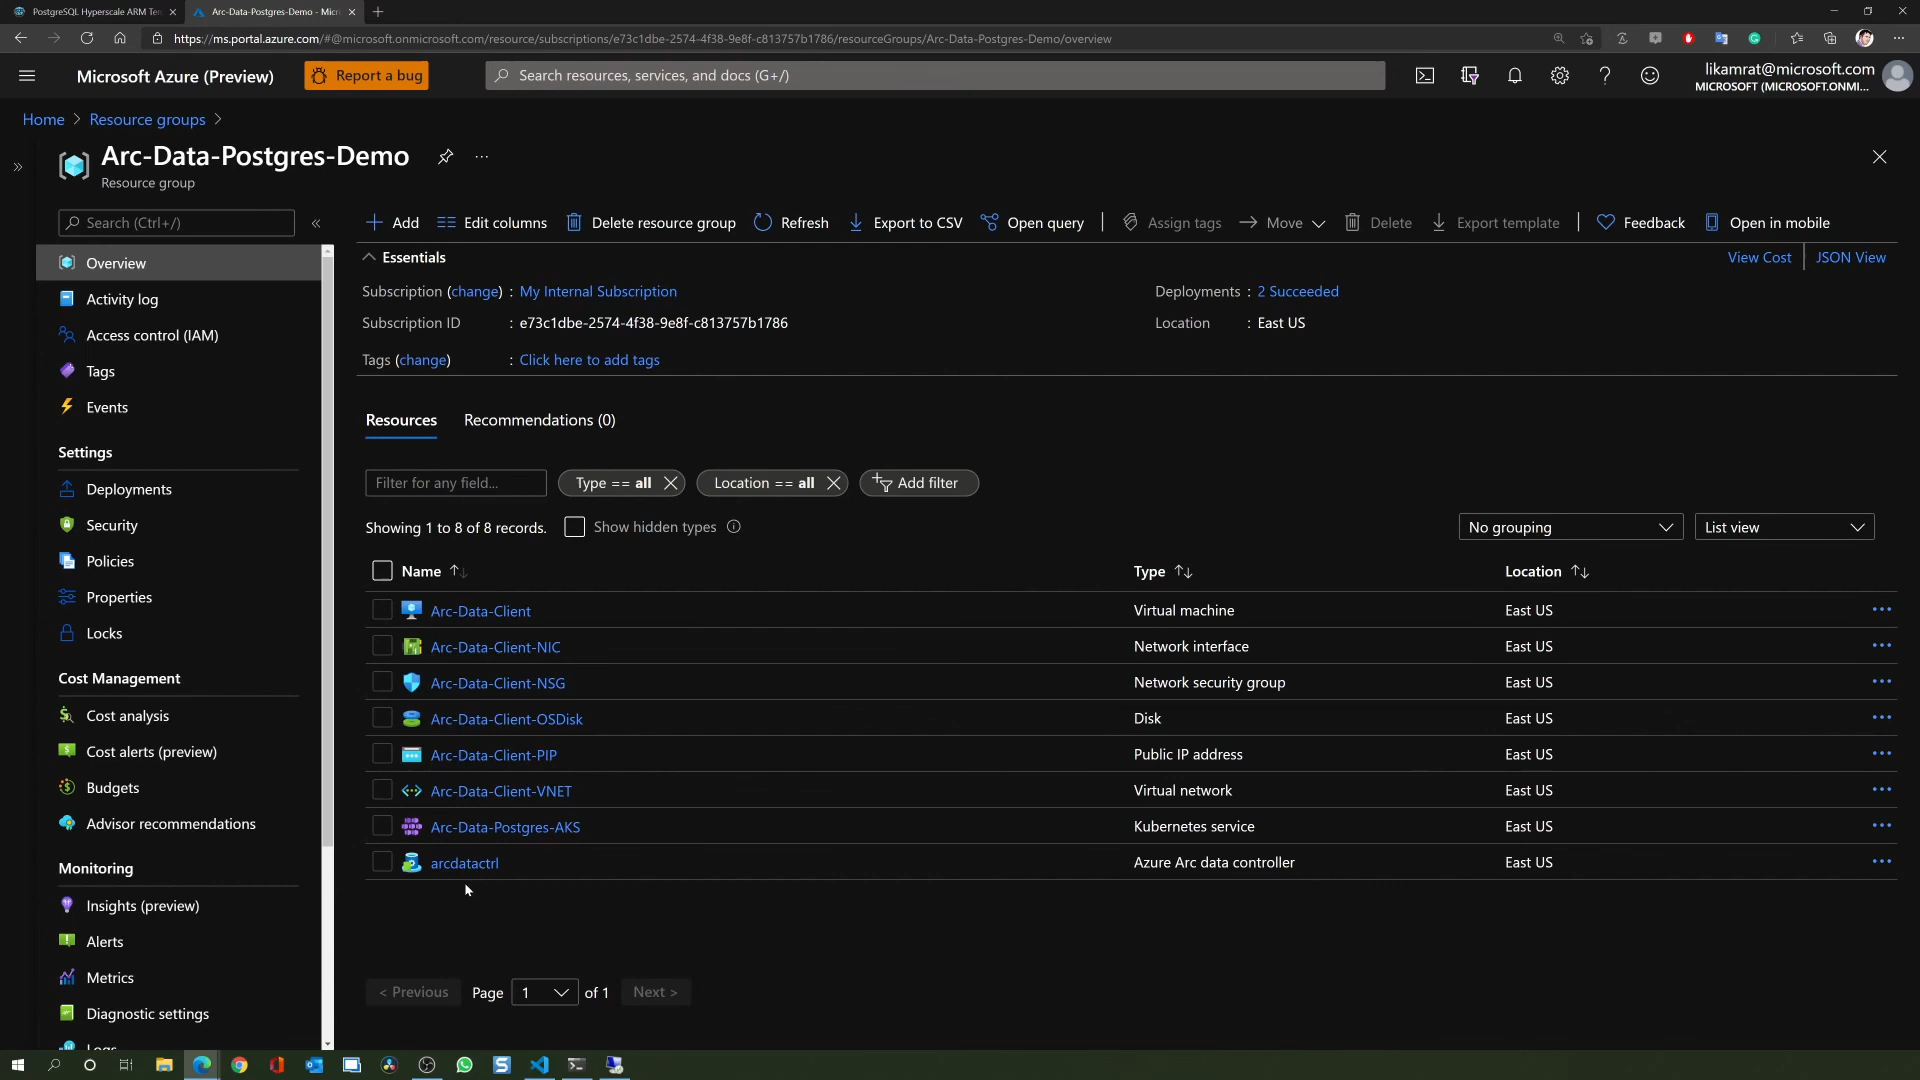 PostgreSQL Hyperscale ARM Tem
Arc-Data-Postgres-Demo - Micr
https://ms.portal.azure.com/#@microsoft.onmicrosoft.com/resource/subscriptions/e73c1dbe-2574-4f38-9e8f-c813757b1786/resourceGroups/Arc-Data-Postgres-Demo/overview
Microsoft Azure (Preview)
Report a bug
Search resources, services, and docs (G+/)
likamrat@microsoft.com
MICROSOFT (MICROSOFT.ONMI...
Home > Resource groups >
Arc-Data-Postgres-Demo
Resource group
Search (Ctrl+/)
Overview
Activity log
Access control (IAM)
Tags
Events
Settings
Deployments
Security
Policies
Properties
Locks
Cost Management
Cost analysis
Cost alerts (preview)
Budgets
Advisor recommendations
Monitoring
Insights (preview)
Alerts
Metrics
Diagnostic settings
Logs
Add Edit columns Delete resource group Refresh Export to CSV Open query Assign tags Move Delete Export template Feedback Open in mobile
Essentials
View Cost JSON View
Subscription (change) : My Internal Subscription
Deployments : 2 Succeeded
Subscription ID : e73c1dbe-2574-4f38-9e8f-c813757b1786
Location : East US
Tags (change) : Click here to add tags
Resources Recommendations (0)
Filter for any field... Type == all Location == all Add filter
Showing 1 to 8 of 8 records. Show hidden types
No grouping List view
Name Type Location
Arc-Data-Client Virtual machine East US
Arc-Data-Client-NIC Network interface East US
Arc-Data-Client-NSG Network security group East US
Arc-Data-Client-OSDisk Disk East US
Arc-Data-Client-PIP Public IP address East US
Arc-Data-Client-VNET Virtual network East US
Arc-Data-Postgres-AKS Kubernetes service East US
arcdatactrl Azure Arc data controller East US
< Previous Page 1 of 1 Next >